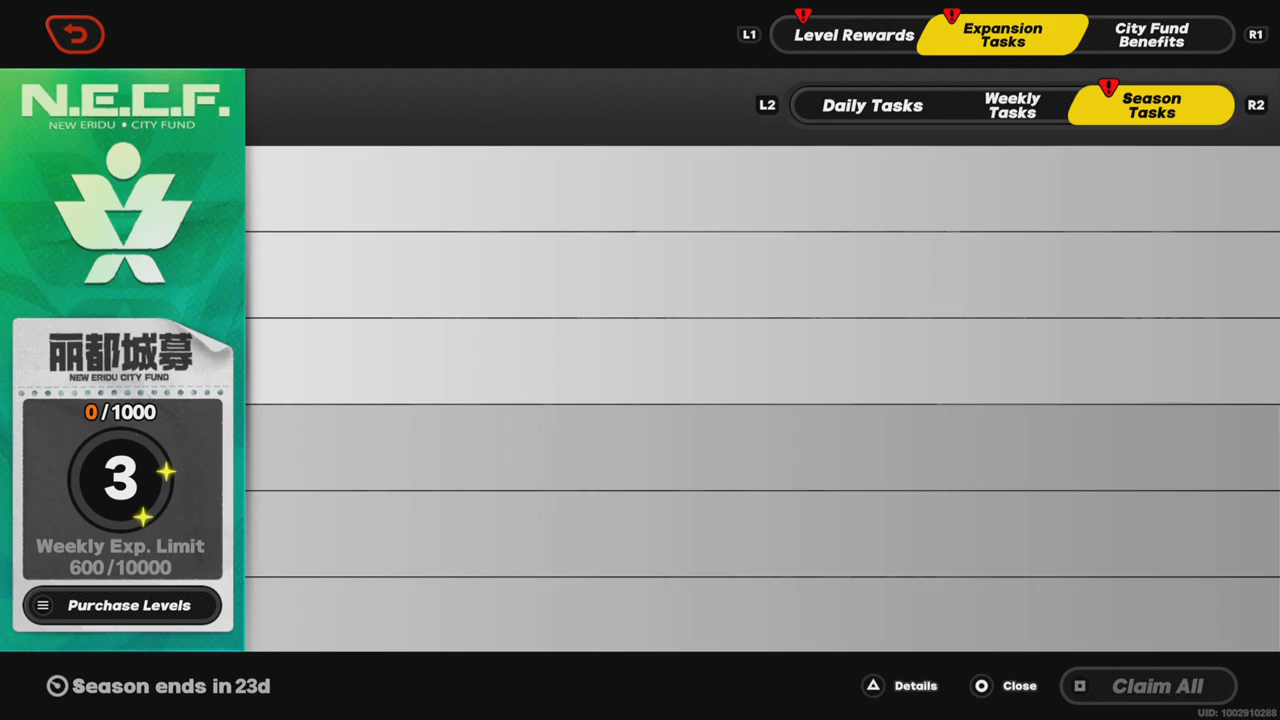 L1
Level Rewards
Expansion
Tasks
City Fund
Benefits
R1
N.E.C.F.
NEW ERIDU • CITY FUND
L2
Daily Tasks
Weekly
Tasks
Season
Tasks
R2
丽都城募
NEW ERIDU CITY FUND
0/1000
3
Weekly Exp. Limit
600/10000
Purchase Levels
Season ends in 23d
Details
Close
Claim All
UID: 1002910288